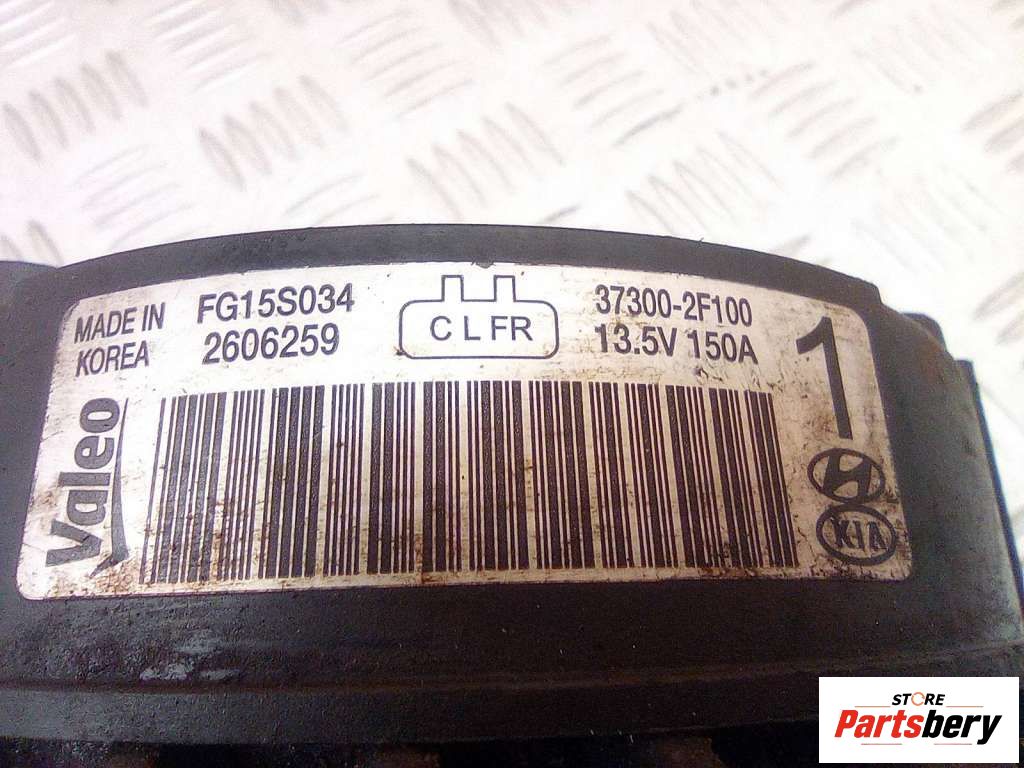 MADE IN
KOREA
FG15S034
2606259
C L FR
37300-2F100
13.5V 150A
1
Valeo
KIA
STORE
Partsbery